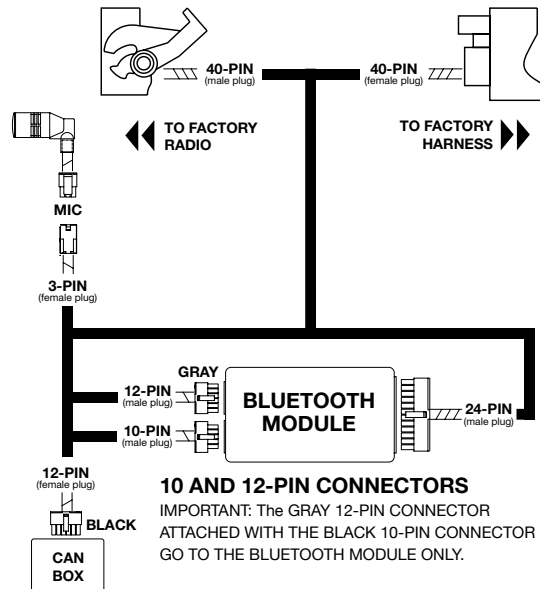 40-PIN
(male plug)
40-PIN
(female plug)
TO FACTORY
RADIO
TO FACTORY
HARNESS
MIC
3-PIN
(female plug)
GRAY
12-PIN
(male plug)
10-PIN
(male plug)
BLUETOOTH
MODULE
24-PIN
(male plug)
12-PIN
(female plug)
BLACK
CAN
BOX
10 AND 12-PIN CONNECTORS
IMPORTANT: The GRAY 12-PIN CONNECTOR
ATTACHED WITH THE BLACK 10-PIN CONNECTOR
GO TO THE BLUETOOTH MODULE ONLY.